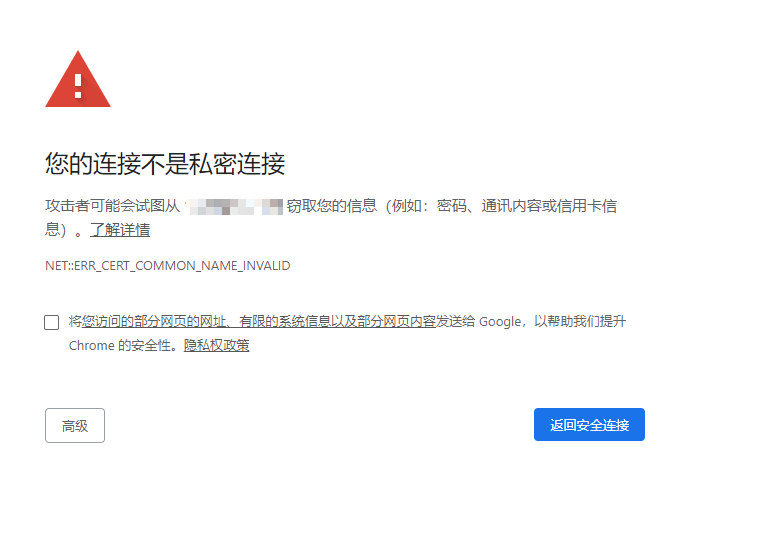 您的连接不是私密连接
攻击者可能会试图从 窃取您的信息（例如：密码、通讯内容或信用卡信
息）。了解详情
NET::ERR_CERT_COMMON_NAME_INVALID
将您访问的部分网页的网址、有限的系统信息以及部分网页内容发送给 Google，以帮助我们提升
Chrome 的安全性。隐私权政策
高级
返回安全连接